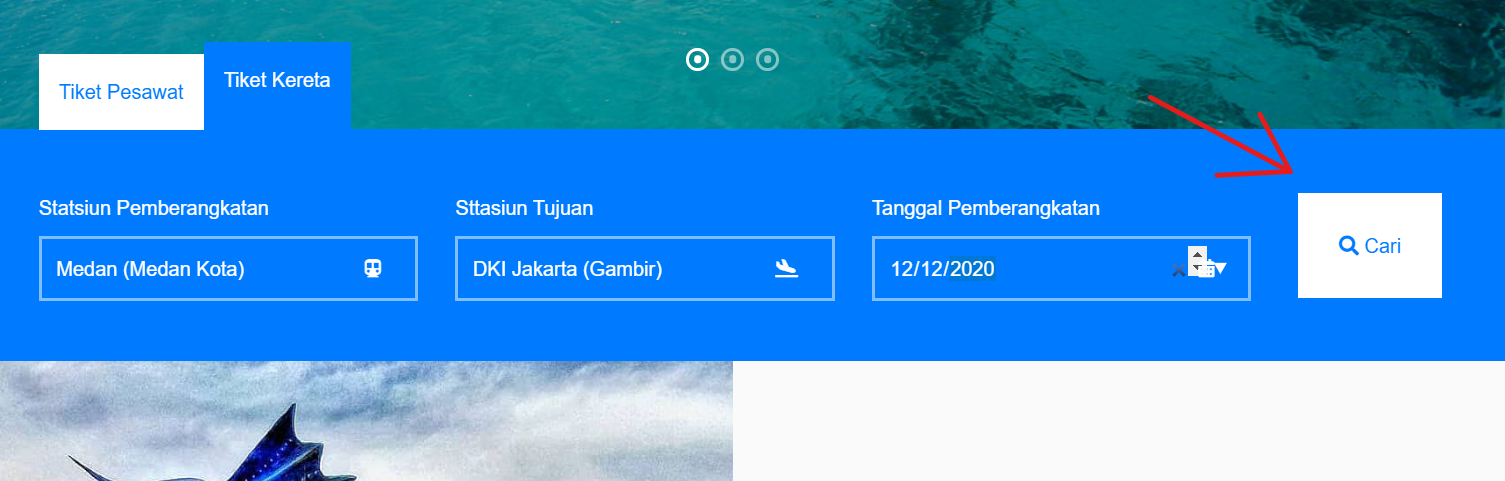 Tiket Pesawat
Tiket Kereta
Statsiun Pemberangkatan
Sttasiun Tujuan
Tanggal Pemberangkatan
Medan (Medan Kota)
DKI Jakarta (Gambir)
12/12/2020
Cari